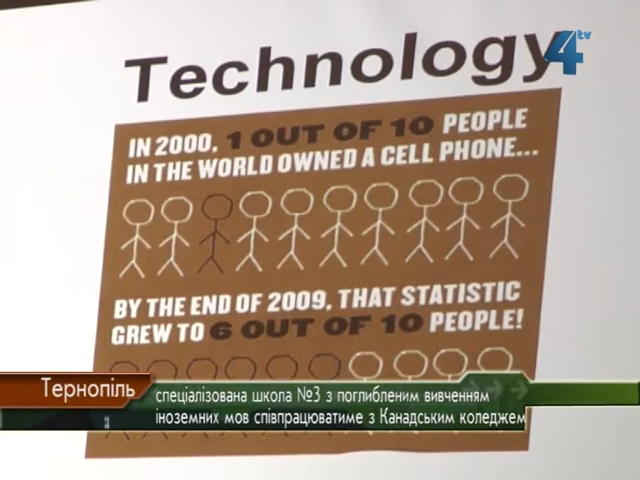 Technology
4 tv
IN 2000, 1 OUT OF 10 PEOPLE
IN THE WORLD OWNED A CELL PHONE...
BY THE END OF 2009, THAT STATISTIC
GREW TO 6 OUT OF 10 PEOPLE!
Тернопіль
спеціалізована школа №3 з поглибленим вивченням
іноземних мов співпрацюватиме з Канадським коледжем